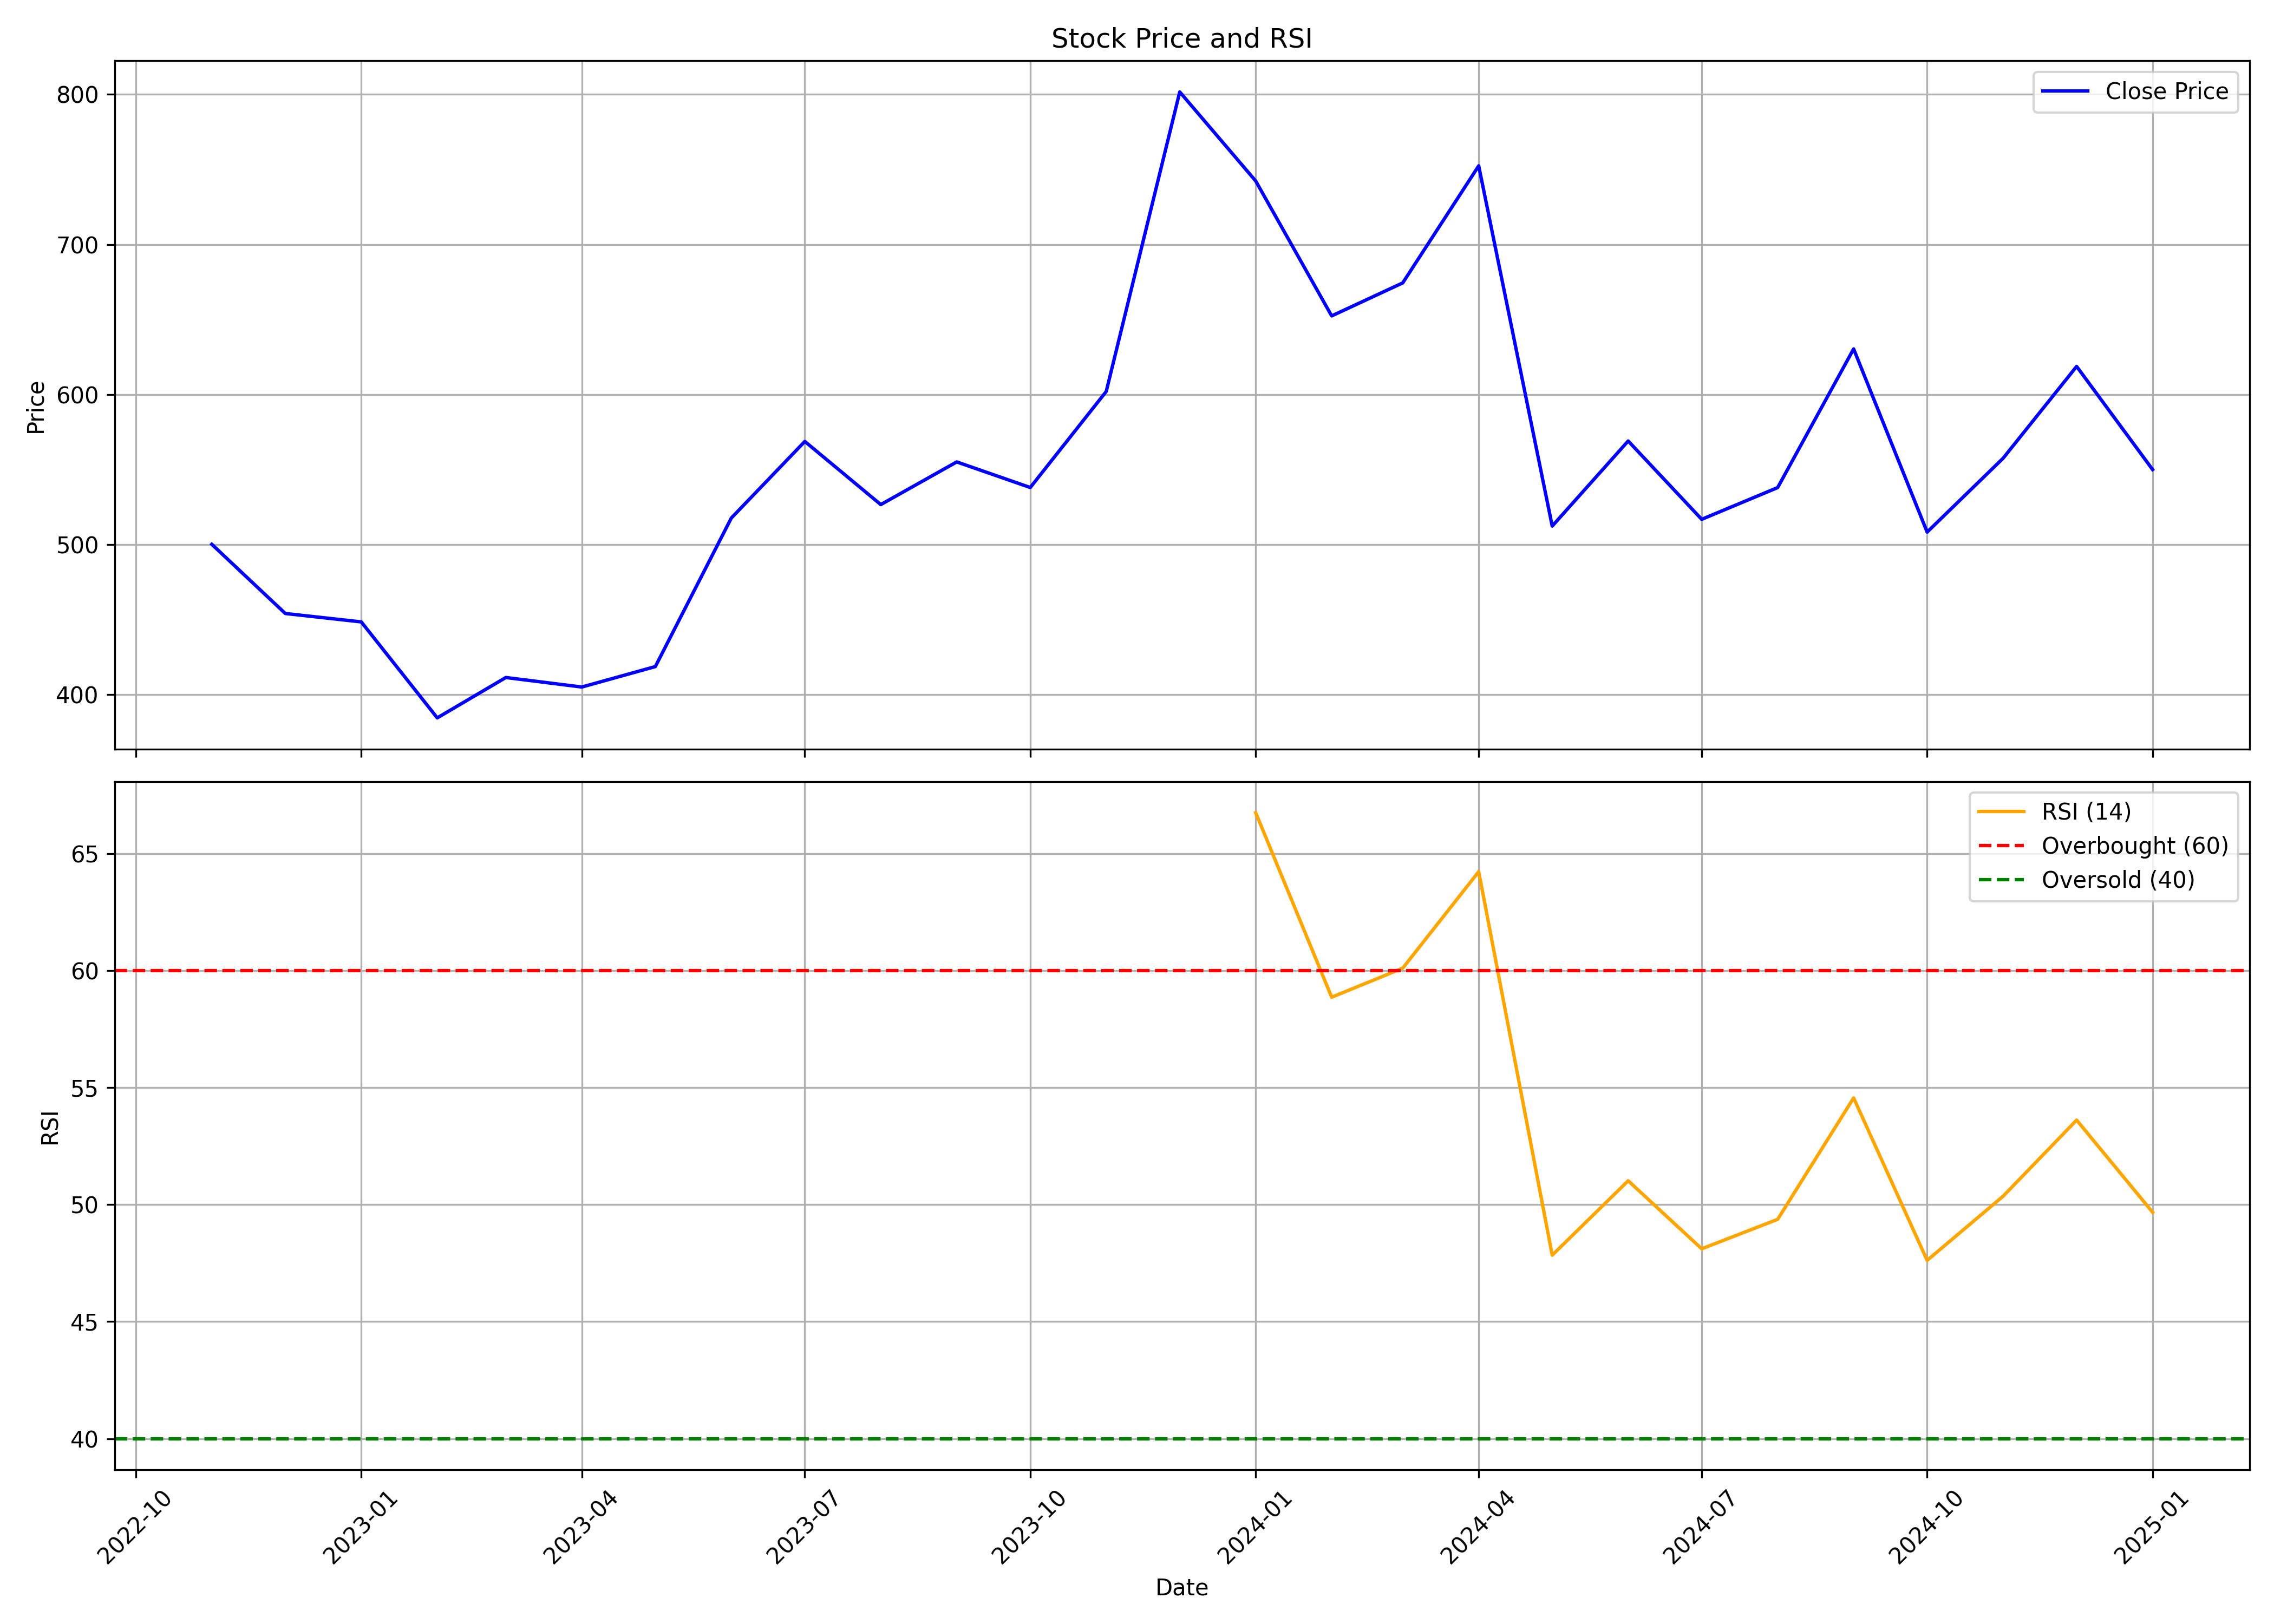 Stock Price and RSI
Close Price
800
700
600
500
400
Price
RSI (14)
Overbought (60)
Oversold (40)
65
60
55
50
45
40
RSI
2022-10
2023-01
2023-04
2023-07
2023-10
2024-01
2024-04
2024-07
2024-10
2025-01
Date